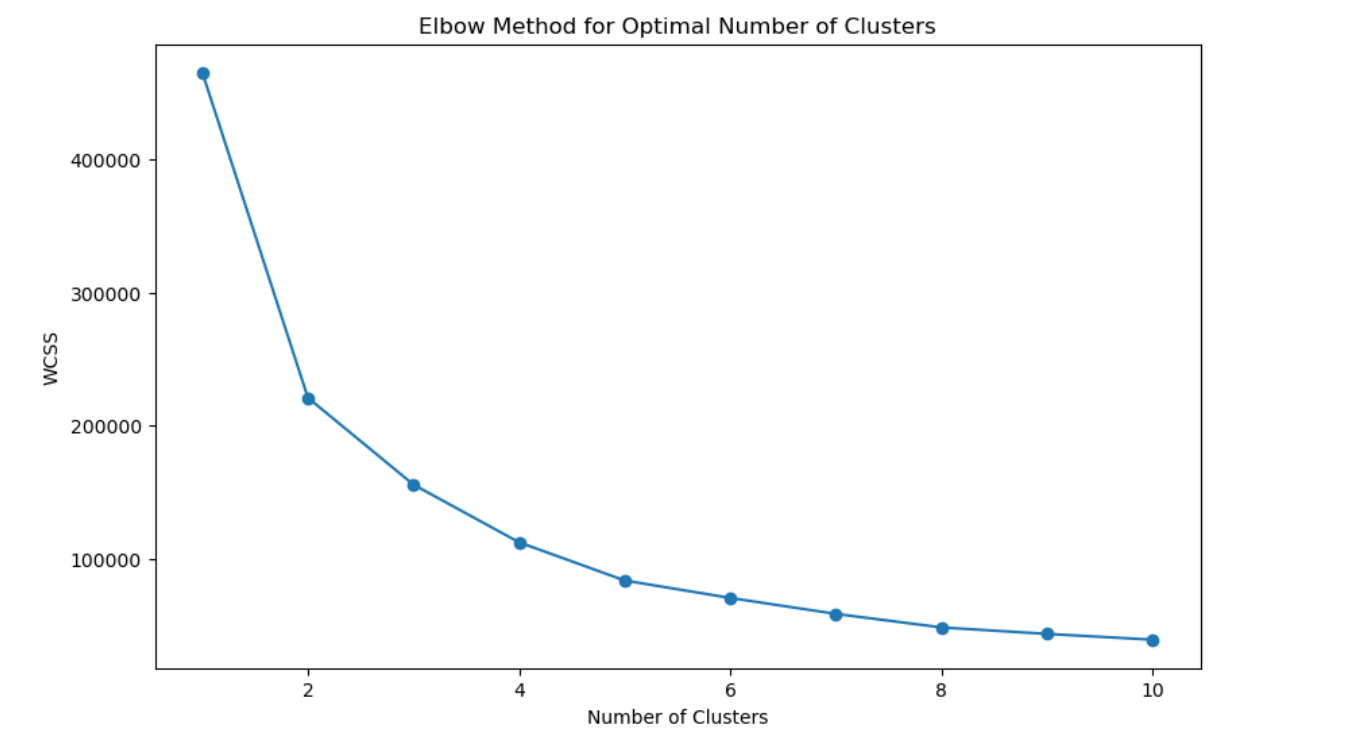 Elbow Method for Optimal Number of Clusters
400000
300000
200000
100000
WCSS
2 4 6 8 10
Number of Clusters